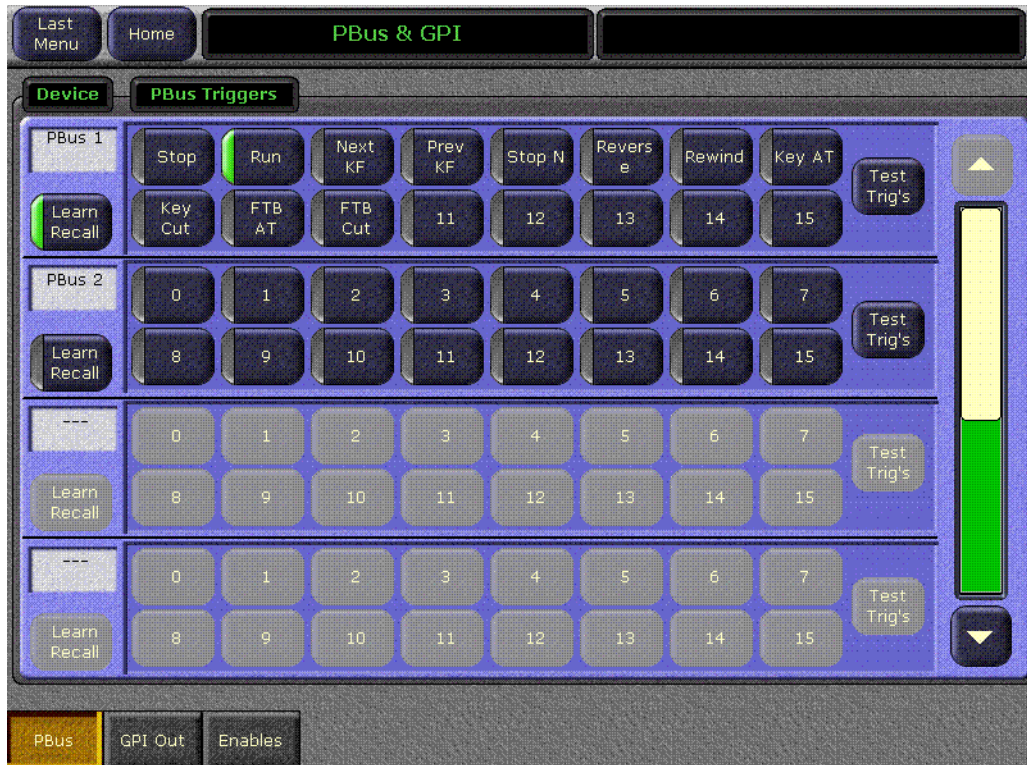 Last Menu
Home
PBus & GPI
Device
PBus Triggers
PBus 1
Stop
Run
Next KF
Prev KF
Stop N
Revers e
Rewind
Key AT
Test Trig's
Learn Recall
Key Cut
FTB AT
FTB Cut
11
12
13
14
15
PBus 2
0
1
2
3
4
5
6
7
Test Trig's
Learn Recall
8
9
10
11
12
13
14
15
---
0
1
2
3
4
5
6
7
Test Trig's
Learn Recall
8
9
10
11
12
13
14
15
---
0
1
2
3
4
5
6
7
Test Trig's
Learn Recall
8
9
10
11
12
13
14
15
PBus
GPI Out
Enables